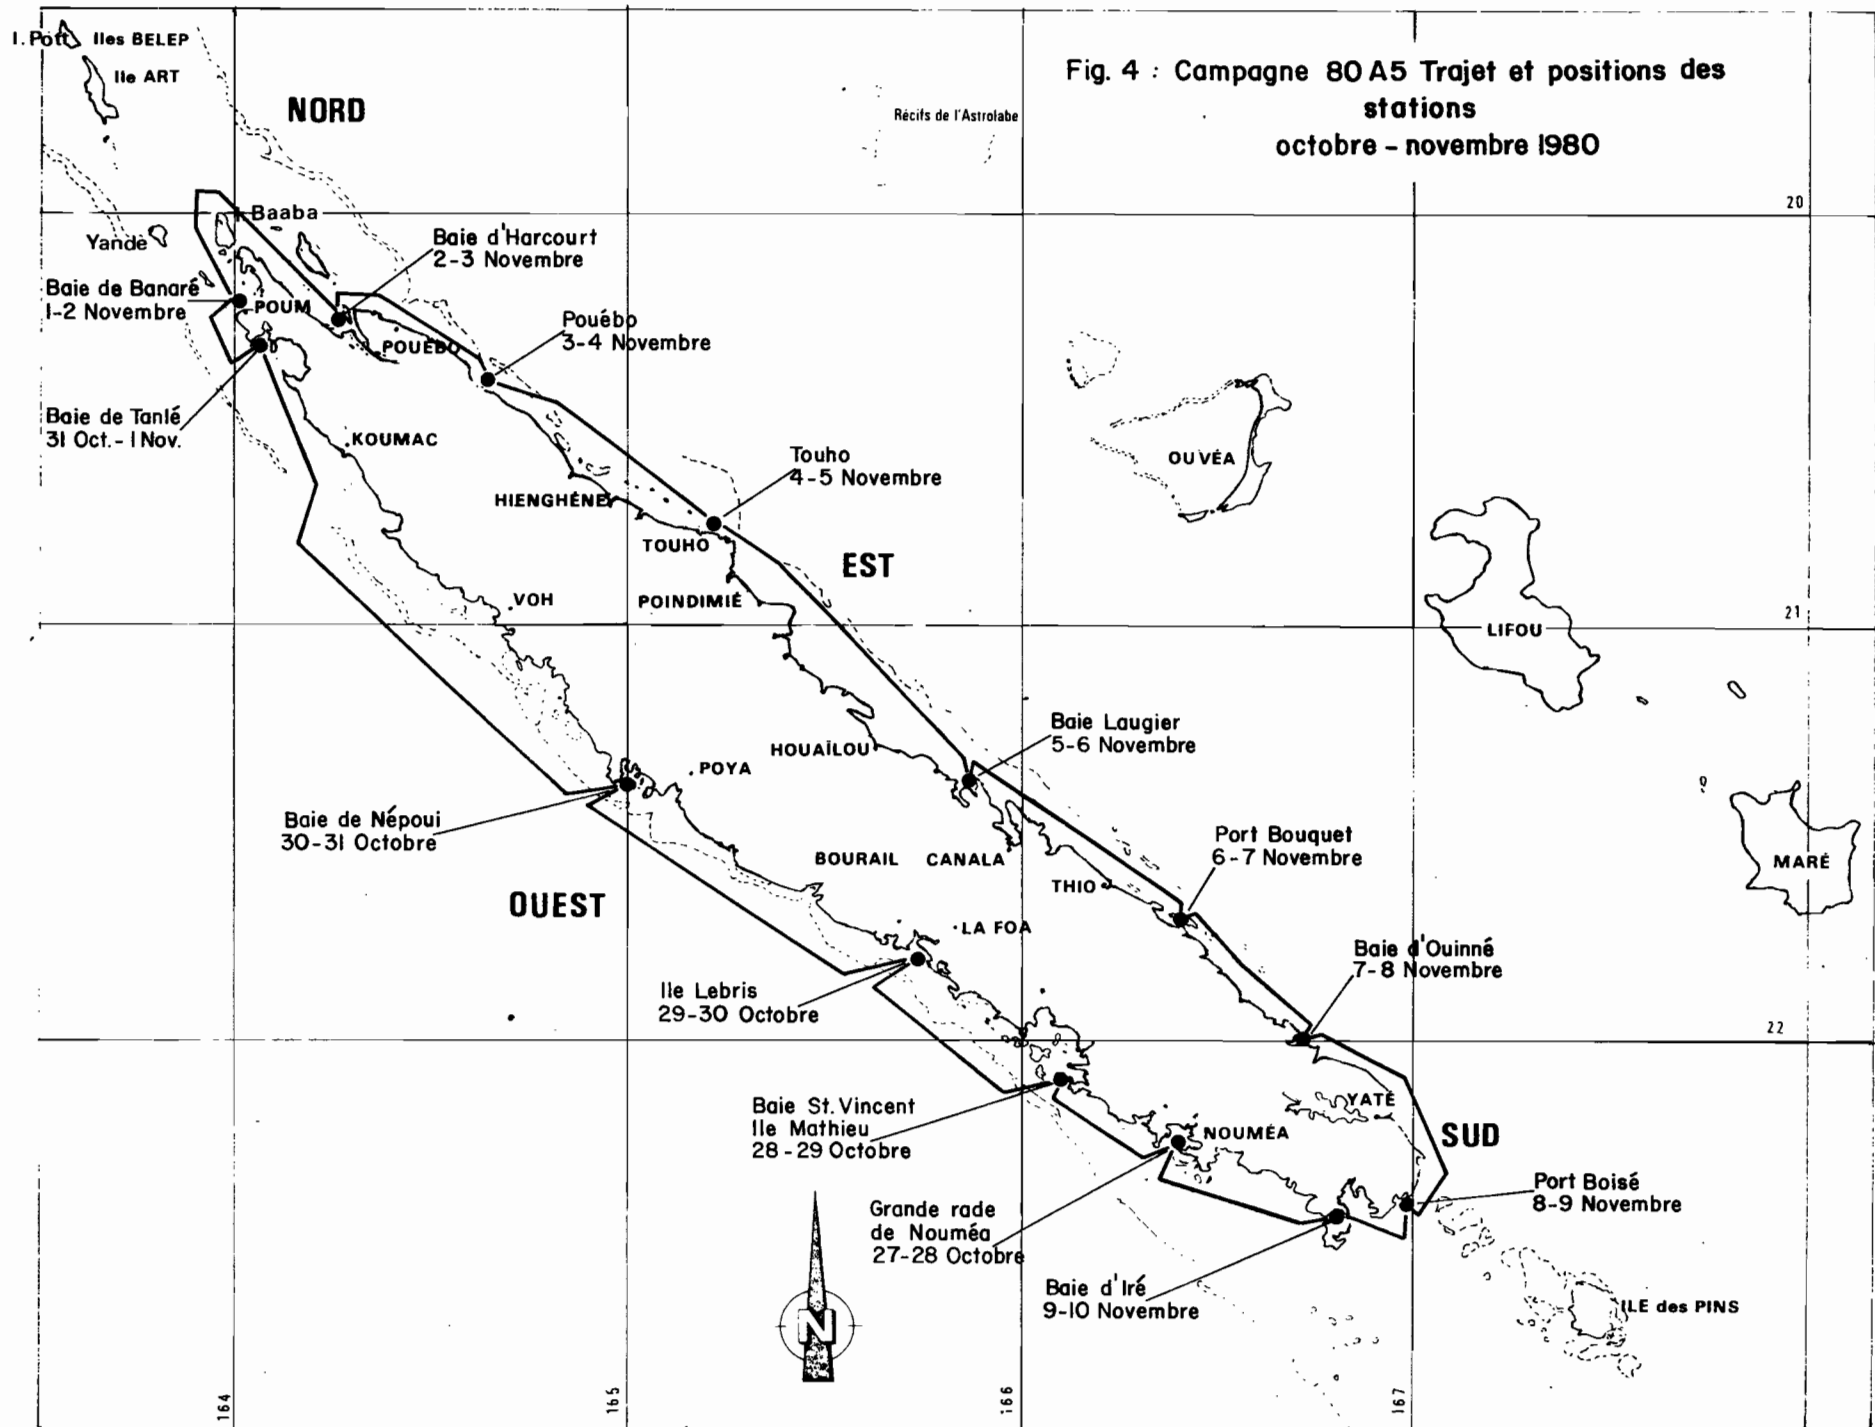 Fig. 4 : Campagne 80 A5 Trajet et positions des
stations
octobre - novembre 1980
I. Pott
Iles BELEP
Ile ART
NORD
Récifs de l'Astrolabe
20
Baaba
Yandé
Baie d'Harcourt
2-3 Novembre
Baie de Banaré
1-2 Novembre
POUM
Pouébo
3-4 Novembre
POUÉBO
Baie de Tanlé
31 Oct. - 1 Nov.
KOUMAC
Touho
4-5 Novembre
OUVÉA
HIENGHÉNE
TOUHO
EST
POINDIMIÉ
VOH
21
LIFOU
Baie Laugier
5-6 Novembre
HOUAÏLOU
POYA
Baie de Népoui
30-31 Octobre
Port Bouquet
6-7 Novembre
BOURAIL
CANALA
THIO
MARÉ
OUEST
LA FOA
Baie d'Ouinné
7-8 Novembre
Ile Lebris
29-30 Octobre
22
YATÉ
Baie St. Vincent
Ile Mathieu
28-29 Octobre
NOUMÉA
SUD
Port Boisé
8-9 Novembre
Grande rade
de Nouméa
27-28 Octobre
Baie d'Iré
9-10 Novembre
ILE des PINS
N
164
165
166
167